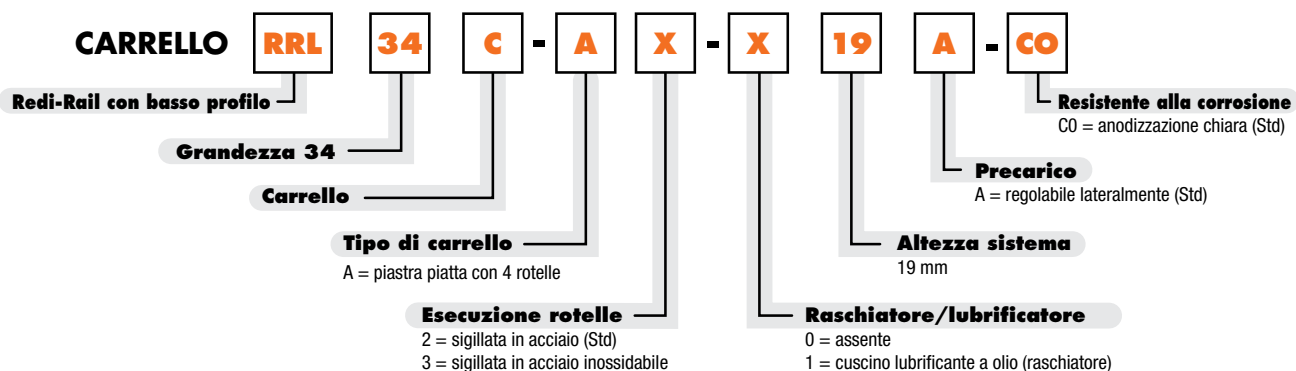 CARRELLO RRL 34 C - A X - X 19 A - CO
Redi-Rail con basso profilo
Resistente alla corrosione
C0 = anodizzazione chiara (Std)
Grandezza 34
Precarico
A = regolabile lateralmente (Std)
Carrello
Tipo di carrello
A = piastra piatta con 4 rotelle
Altezza sistema
19 mm
Esecuzione rotelle
2 = sigillata in acciaio (Std)
3 = sigillata in acciaio inossidabile
Raschiatore/lubrificatore
0 = assente
1 = cuscino lubrificante a olio (raschiatore)